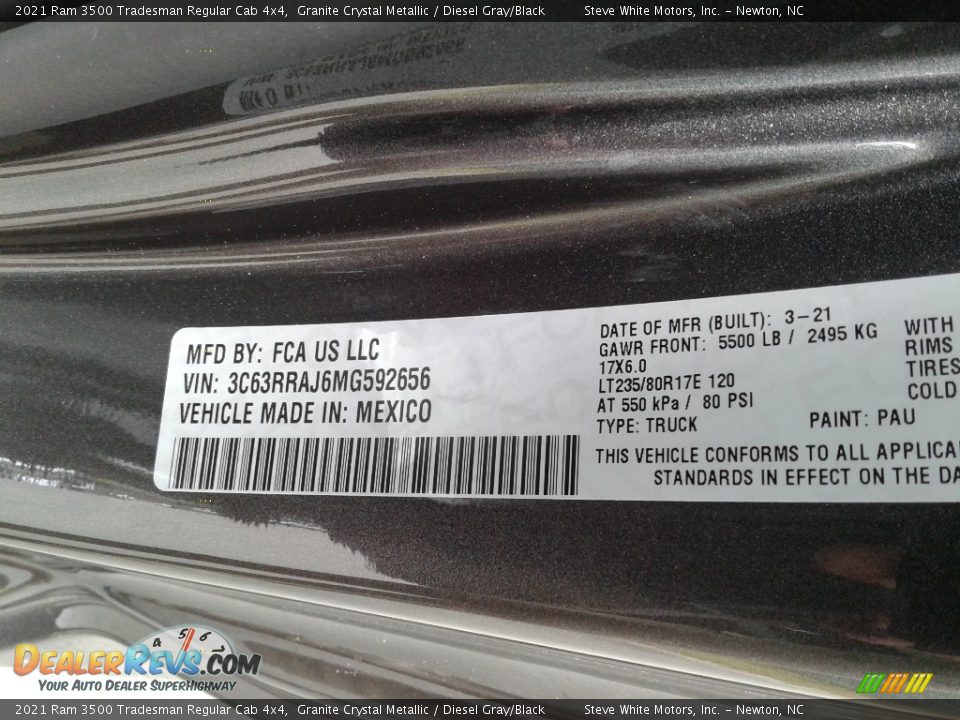 2021 Ram 3500 Tradesman Regular Cab 4x4, Granite Crystal Metallic / Diesel Gray/Black Steve White Motors, Inc. – Newton, NC
MFD BY: FCA US LLC
VIN: 3C63RRAJ6MG592656
VEHICLE MADE IN: MEXICO
DATE OF MFR (BUILT): 3-21
GAWR FRONT: 5500 LB / 2495 KG
17X6.0
LT235/80R17E 120
AT 550 kPa / 80 PSI
TYPE: TRUCK PAINT: PAU
WITH
RIMS
TIRES
COLD
THIS VEHICLE CONFORMS TO ALL APPLICA
STANDARDS IN EFFECT ON THE DA
4 5 6
DEALERREVS.COM
YOUR AUTO DEALER SUPERHIGHWAY
2021 Ram 3500 Tradesman Regular Cab 4x4, Granite Crystal Metallic / Diesel Gray/Black Steve White Motors, Inc. – Newton, NC